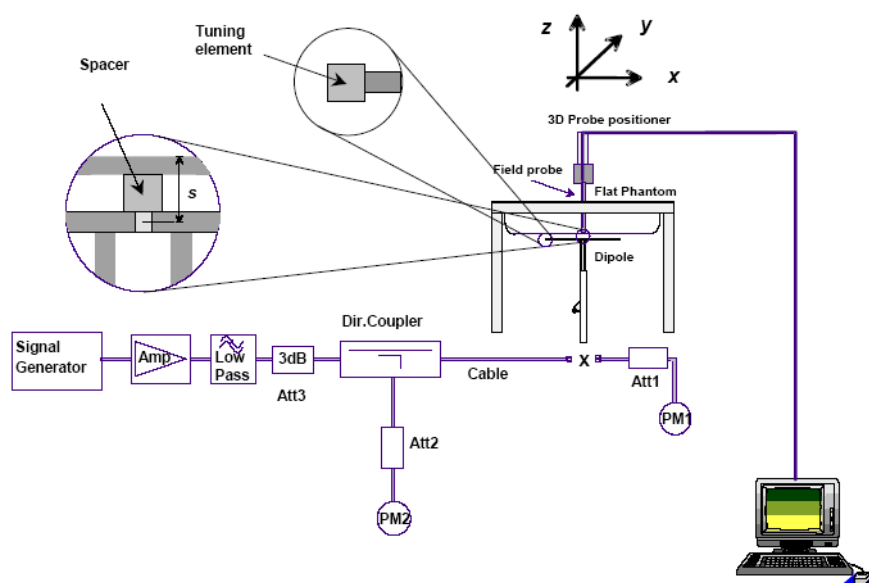 Tuning
element
Spacer
s
z
y
x
3D Probe positioner
Field probe
Flat Phantom
Dipole
Dir.Coupler
Signal
Generator
Amp
Low
Pass
3dB
Att3
Cable
X
Att1
PM1
Att2
PM2